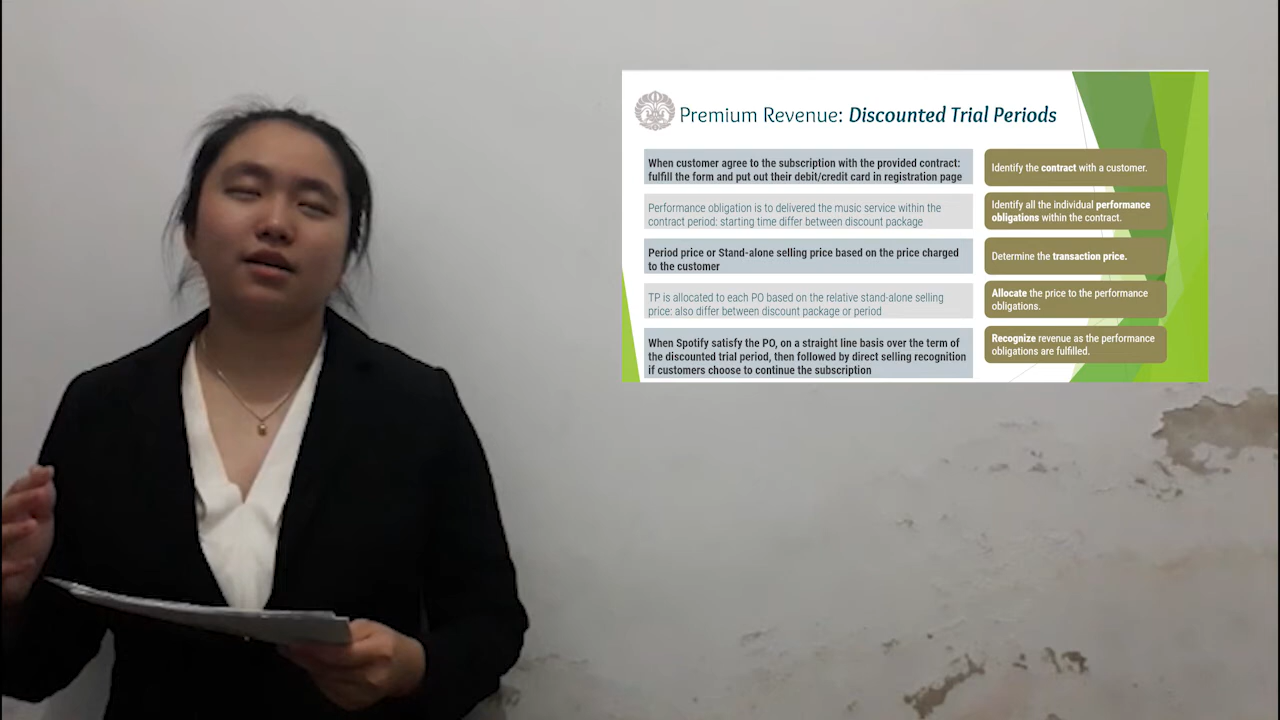 Premium Revenue: Discounted Trial Periods
When customer agree to the subscription with the provided contract:
fulfill the form and put out their debit/credit card in registration page
Identify the contract with a customer.
Performance obligation is to delivered the music service within the
contract period; starting time differ between discount package
Identify all the individual performance
obligations within the contract.
Period price or Stand-alone selling price based on the price charged
to the customer
Determine the transaction price.
TP is allocated to each PO based on the relative stand-alone selling
price: also differ between discount package or period
Allocate the price to the performance
obligations.
When Spotify satisfy the PO, on a straight line basis over the term of
the discounted trial period, then followed by direct selling recognition
if customers choose to continue the subscription
Recognize revenue as the performance
obligations are fulfilled.